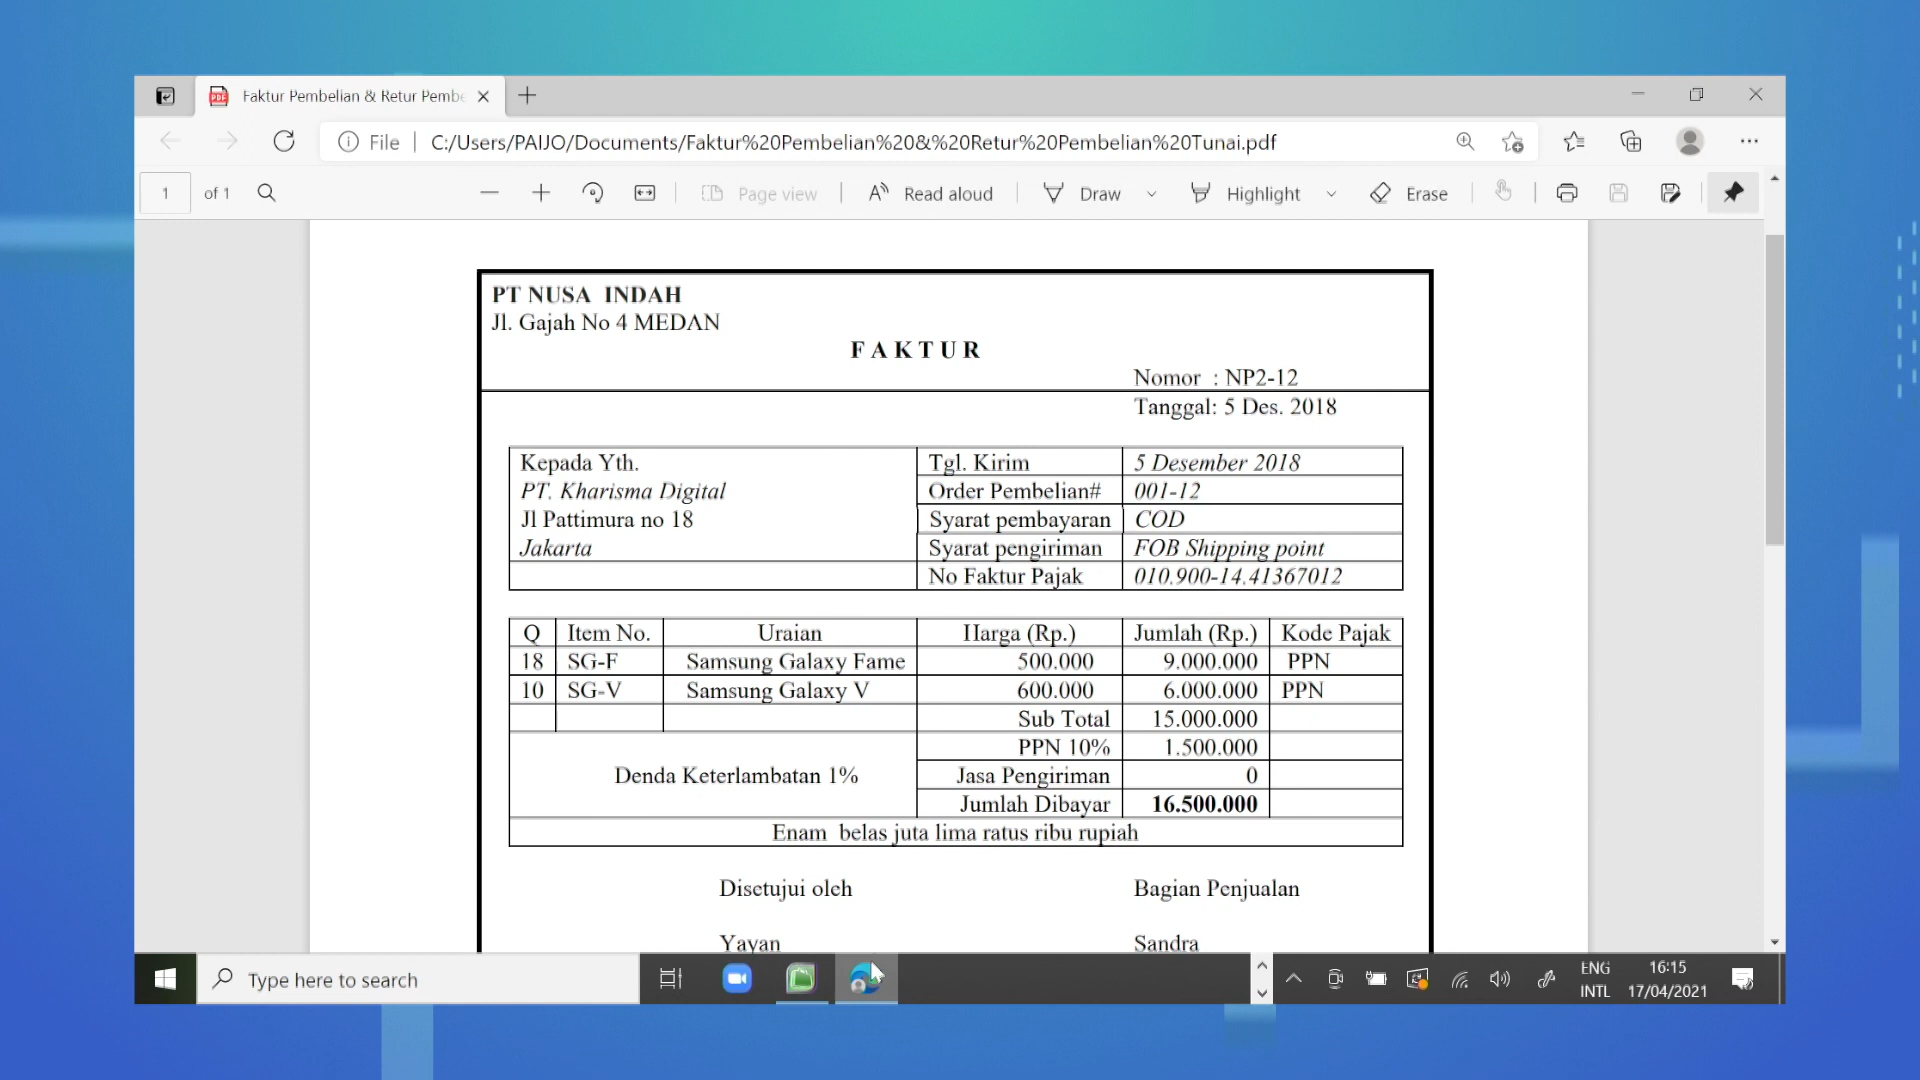 Faktur Pembelian & Retur Pembe
File C:/Users/PAIJO/Documents/Faktur%20Pembelian%20&%20Retur%20Pembelian%20Tunai.pdf
1 of 1 Page view Read aloud Draw Highlight Erase
PT NUSA INDAH
Jl. Gajah No 4 MEDAN
FAKTUR
Nomor : NP2-12
Tanggal: 5 Des. 2018
Kepada Yth. Tgl. Kirim 5 Desember 2018
PT. Kharisma Digital Order Pembelian# 001-12
Jl Pattimura no 18 Syarat pembayaran COD
Jakarta Syarat pengiriman FOB Shipping point
No Faktur Pajak 010.900-14.41367012
Q Item No. Uraian Harga (Rp.) Jumlah (Rp.) Kode Pajak
18 SG-F Samsung Galaxy Fame 500.000 9.000.000 PPN
10 SG-V Samsung Galaxy V 600.000 6.000.000 PPN
Sub Total 15.000.000
PPN 10% 1.500.000
Denda Keterlambatan 1% Jasa Pengiriman 0
Jumlah Dibayar 16.500.000
Enam belas juta lima ratus ribu rupiah
Disetujui oleh Bagian Penjualan
Yayan Sandra
Type here to search
ENG 16:15
INTL 17/04/2021